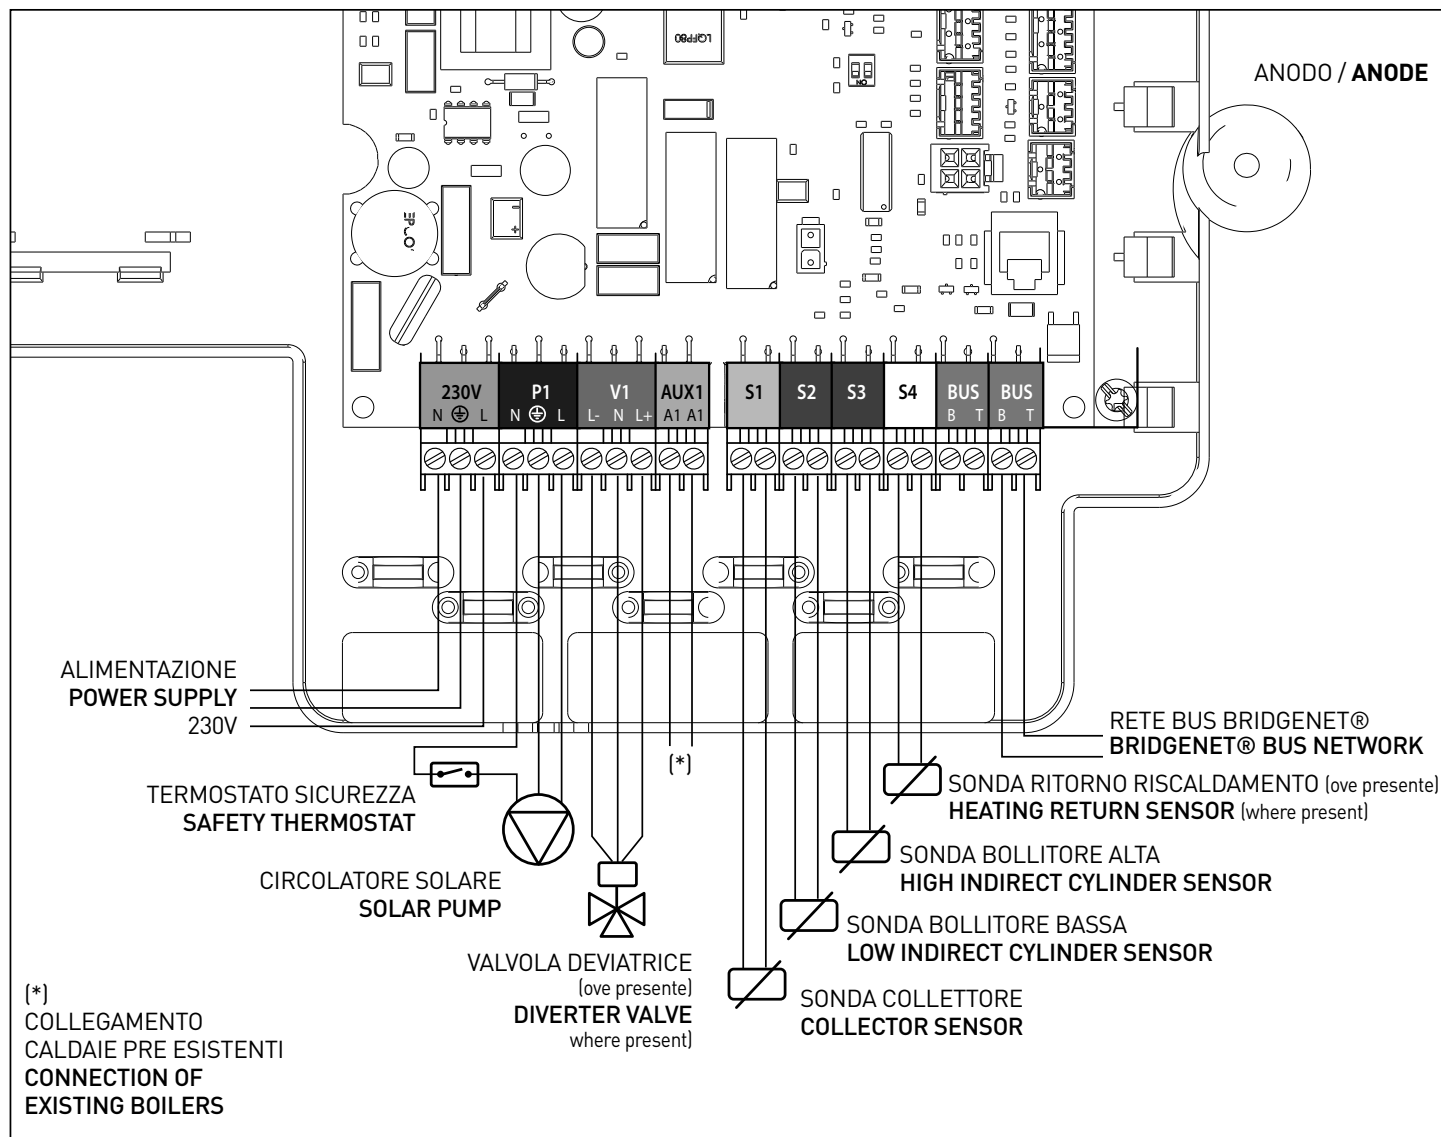 LQFP80
ON
ANODO / ANODE
EPCO
- +
230V P1 V1 AUX1 S1 S2 S3 S4 BUS BUS
N L N L L- N L+ A1 A1 B T B T
ALIMENTAZIONE
POWER SUPPLY
230V
(*)
RETE BUS BRIDGENET®
BRIDGENET® BUS NETWORK
TERMOSTATO SICUREZZA
SAFETY THERMOSTAT
SONDA RITORNO RISCALDAMENTO (ove presente)
HEATING RETURN SENSOR (where present)
CIRCOLATORE SOLARE
SOLAR PUMP
SONDA BOLLITORE ALTA
HIGH INDIRECT CYLINDER SENSOR
SONDA BOLLITORE BASSA
LOW INDIRECT CYLINDER SENSOR
VALVOLA DEVIATRICE
(ove presente)
DIVERTER VALVE
where present)
SONDA COLLETTORE
COLLECTOR SENSOR
(*)
COLLEGAMENTO
CALDAIE PRE ESISTENTI
CONNECTION OF
EXISTING BOILERS